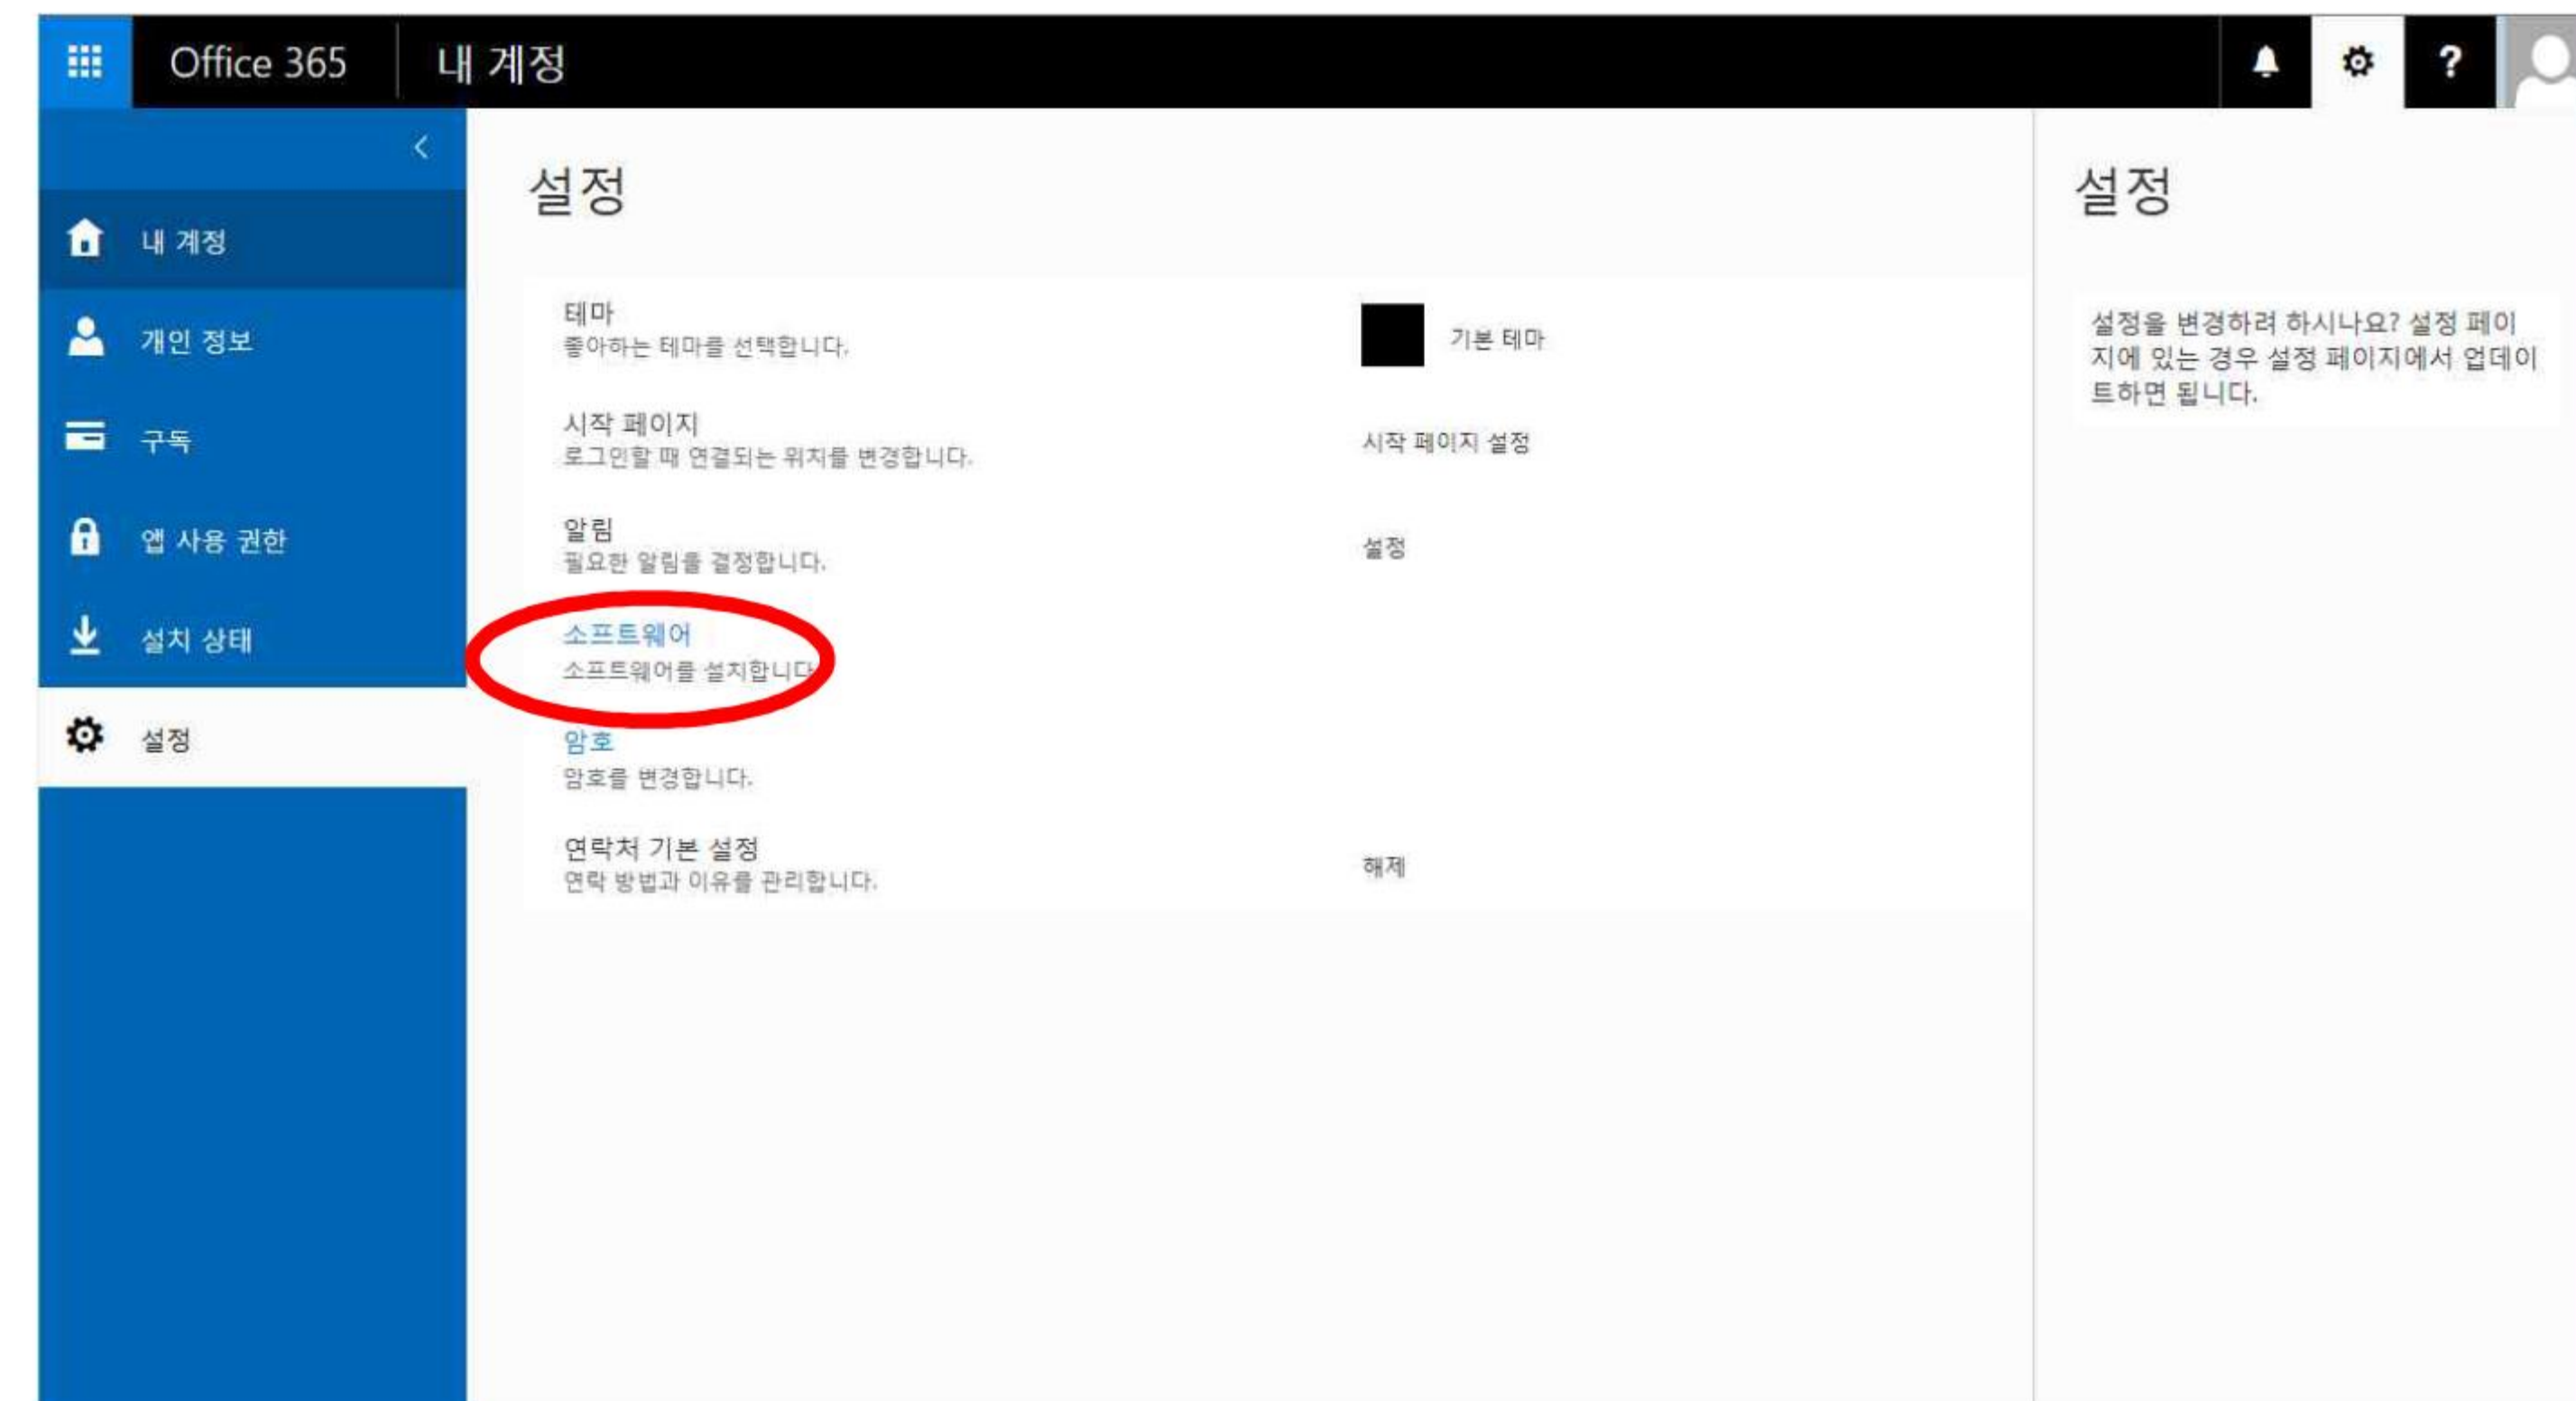 Office 365
내 계정
?
내 계정
개인 정보
구독
앱 사용 권한
설치 상태
설정
설정
테마
좋아하는 테마를 선택합니다.
기본 테마
시작 페이지
로그인할 때 연결되는 위치를 변경합니다.
시작 페이지 설정
알림
필요한 알림을 결정합니다.
설정
소프트웨어
소프트웨어를 설치합니다
암호
암호를 변경합니다.
연락처 기본 설정
연락 방법과 이유를 관리합니다.
해제
설정
설정을 변경하려 하시나요? 설정 페이
지에 있는 경우 설정 페이지에서 업데이
트하면 됩니다.